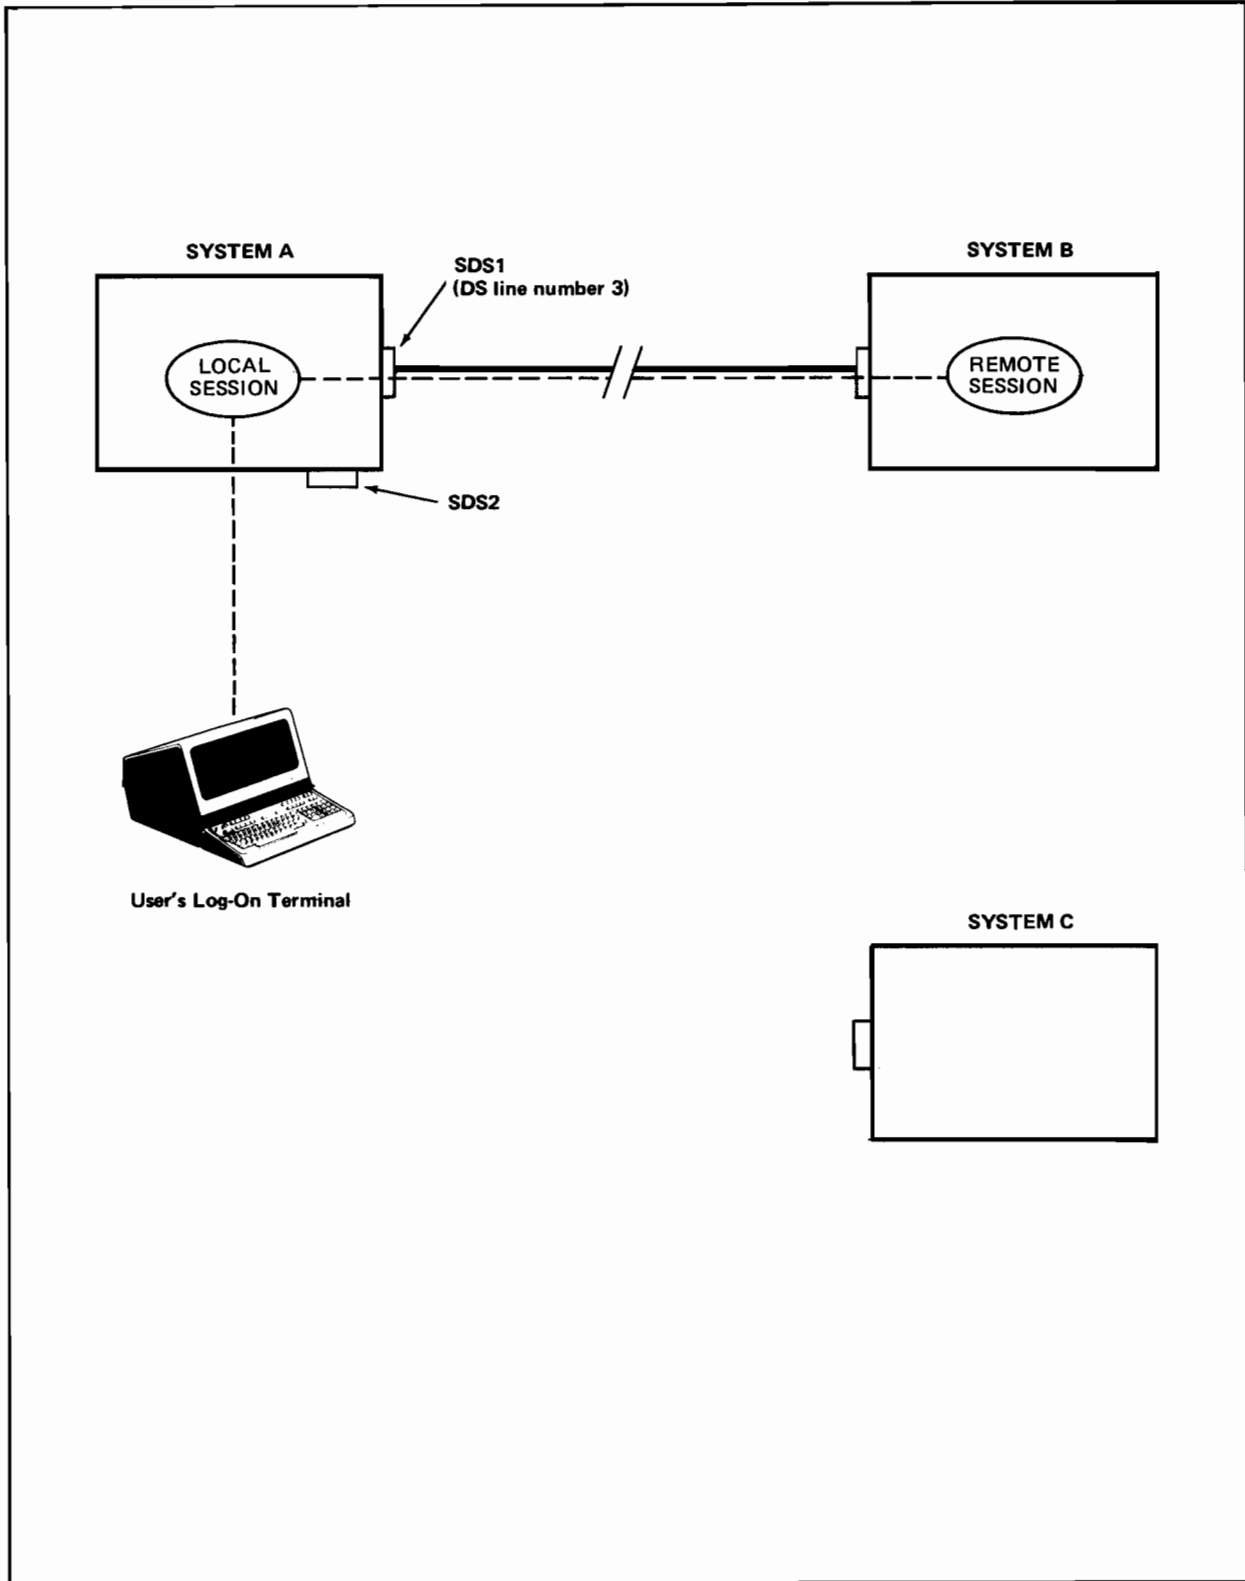 SYSTEM A
SYSTEM B
SDS1
(DS line number 3)
LOCAL
SESSION
REMOTE
SESSION
SDS2
User's Log-On Terminal
SYSTEM C